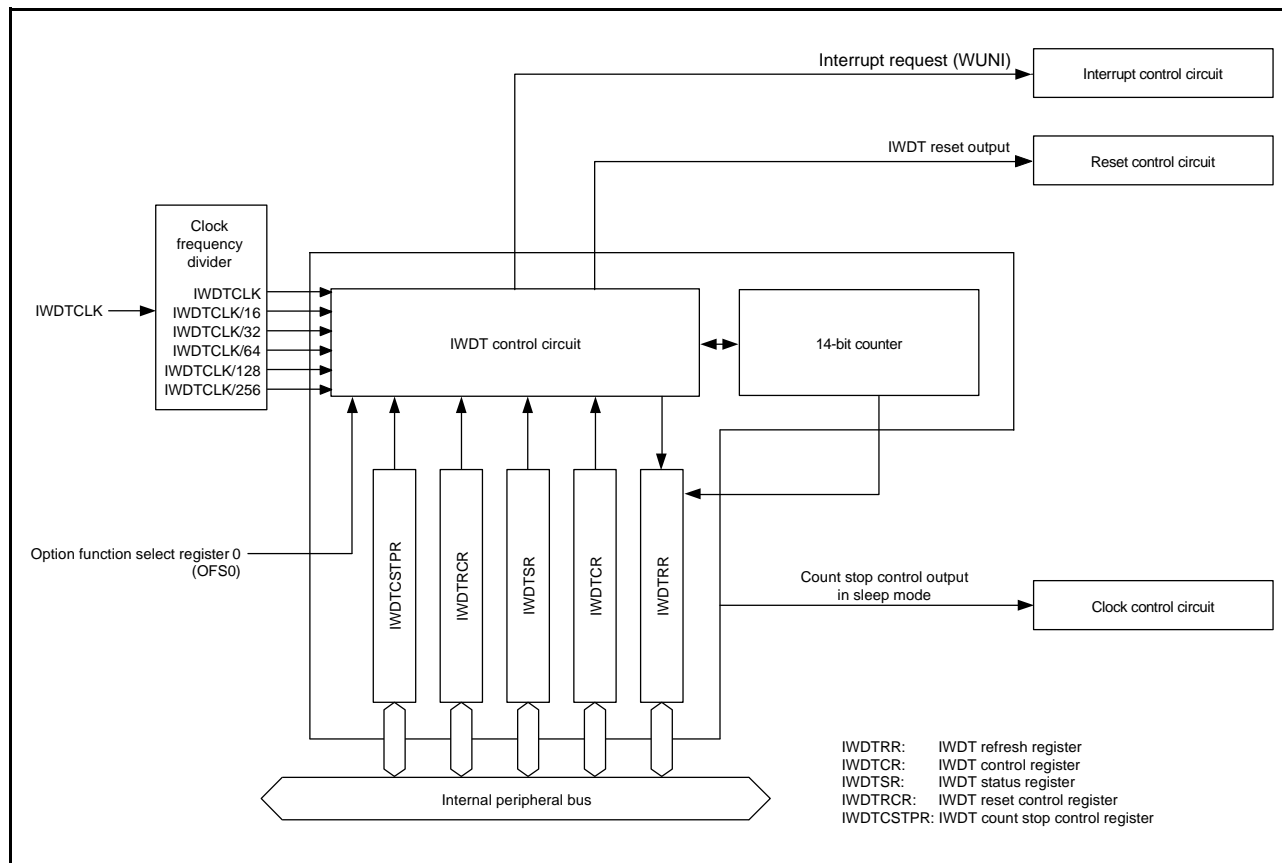 Interrupt request (WUNI)
Interrupt control circuit
IWDT reset output
Reset control circuit
Clock
frequency
divider
IWDTCLK
IWDTCLK
IWDTCLK/16
IWDTCLK/32
IWDTCLK/64
IWDTCLK/128
IWDTCLK/256
IWDT control circuit
14-bit counter
Option function select register 0
(OFS0)
IWDTCSTPR
IWDTRCR
IWDTSR
IWDTCR
IWDTRR
Count stop control output
in sleep mode
Clock control circuit
Internal peripheral bus
IWDTRR: IWDT refresh register
IWDTCR: IWDT control register
IWDTSR: IWDT status register
IWDTRCR: IWDT reset control register
IWDTCSTPR: IWDT count stop control register